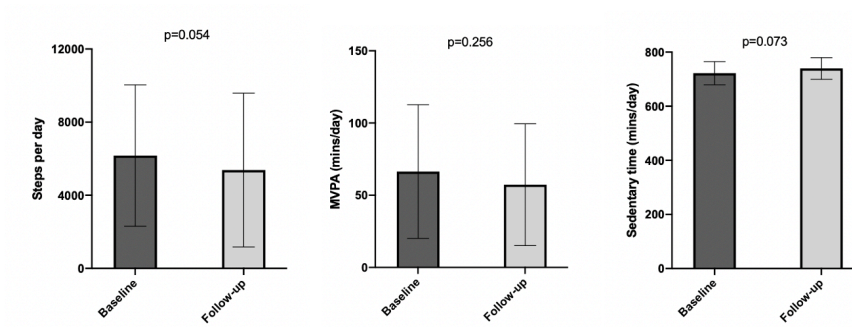 p=0.054
12000
8000
4000
0
Steps per day
Baseline
Follow-up
p=0.256
150
100
50
0
MVPA (mins/day)
Baseline
Follow-up
p=0.073
800
600
400
200
0
Sedentary time (mins/day)
Baseline
Follow-up